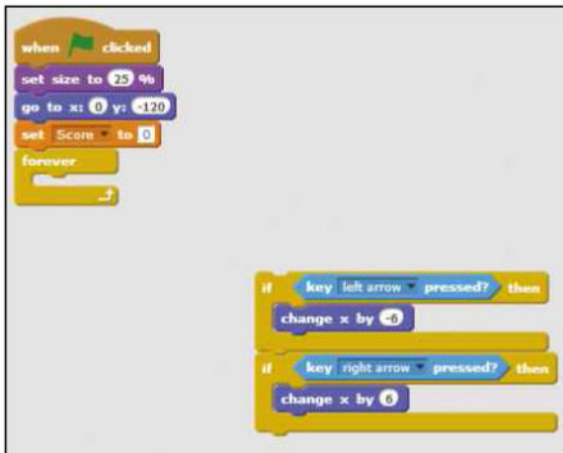 when clicked
set size to 25 %
go to x: 0 y: -120
set Score to 0
forever
if key left arrow pressed? then
change x by -6
if key right arrow pressed? then
change x by 6